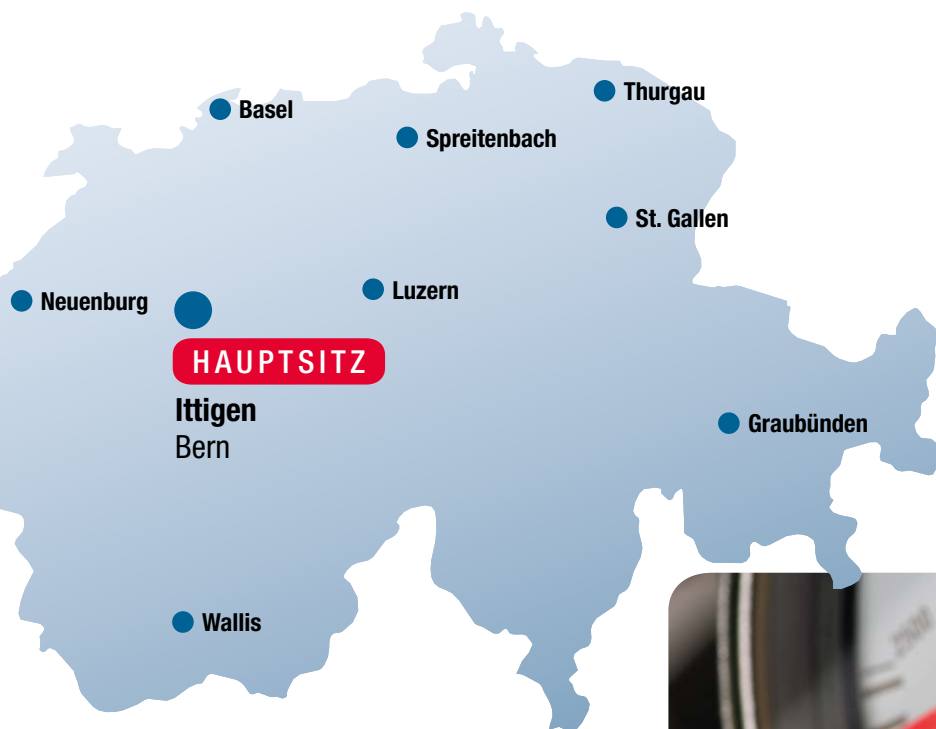 Thurgau
Basel
Spreitenbach
St. Gallen
Luzern
Neuenburg
HAUPTSITZ
Ittigen
Bern
Graubünden
Wallis